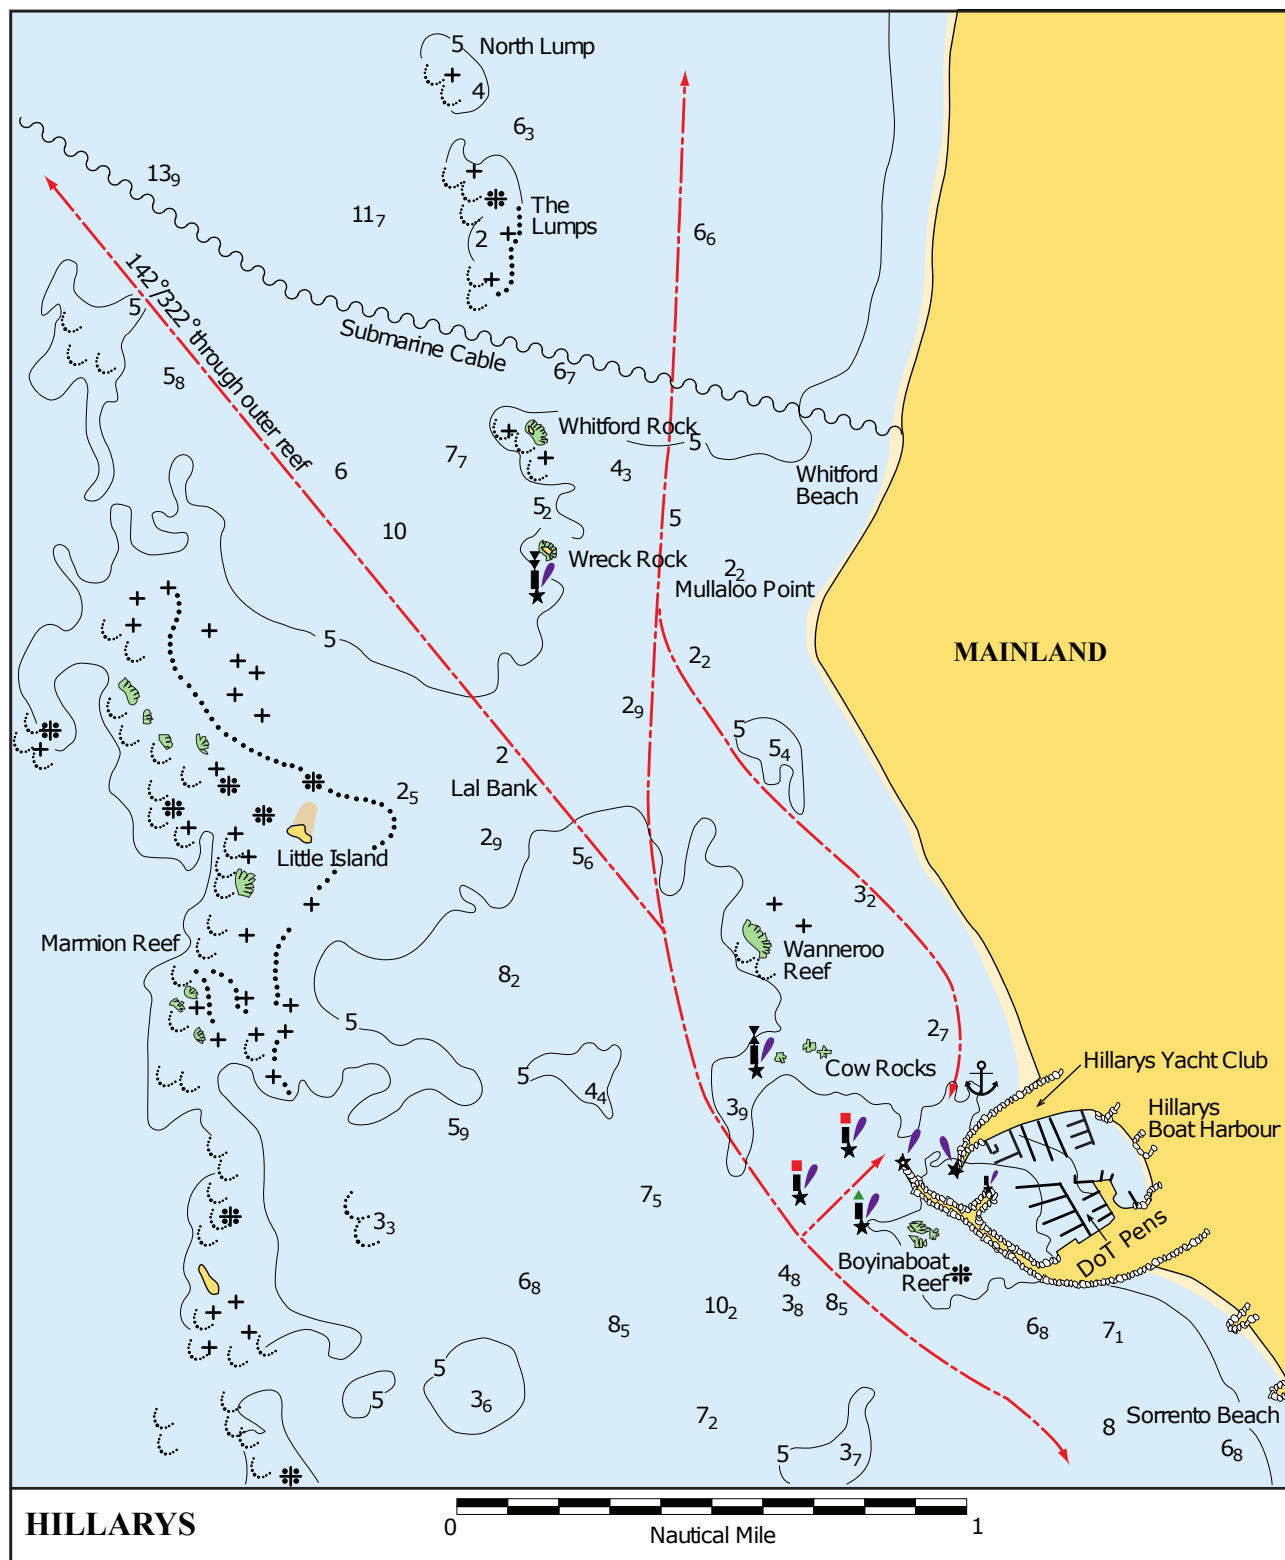 5
North Lump
4
6₃
13₉
11₇
The
Lumps
2
6₆
142°/322° through outer reef
5
Submarine Cable
5₈
6₇
Whitford Rock
5
6
7₇
4₃
Whitford
Beach
5₂
5
10
Wreck Rock
2₂
Mullaloo Point
5
2₂
MAINLAND
2₉
5
5₄
2
Lal Bank
2₅
2₉
5₆
Little Island
3₂
Marmion Reef
Wanneroo
Reef
8₂
5
2₇
Cow Rocks
Hillarys Yacht Club
5
4₄
3₉
Hillarys
Boat Harbour
5₉
7₅
3₃
DoT Pens
Boyinaboat
Reef
6₈
4₈
10₂
3₈
8₅
8₅
6₈
7₁
5
5
3₆
7₂
8
Sorrento Beach
5
3₇
6₈
HILLARYS
0
1
Nautical Mile